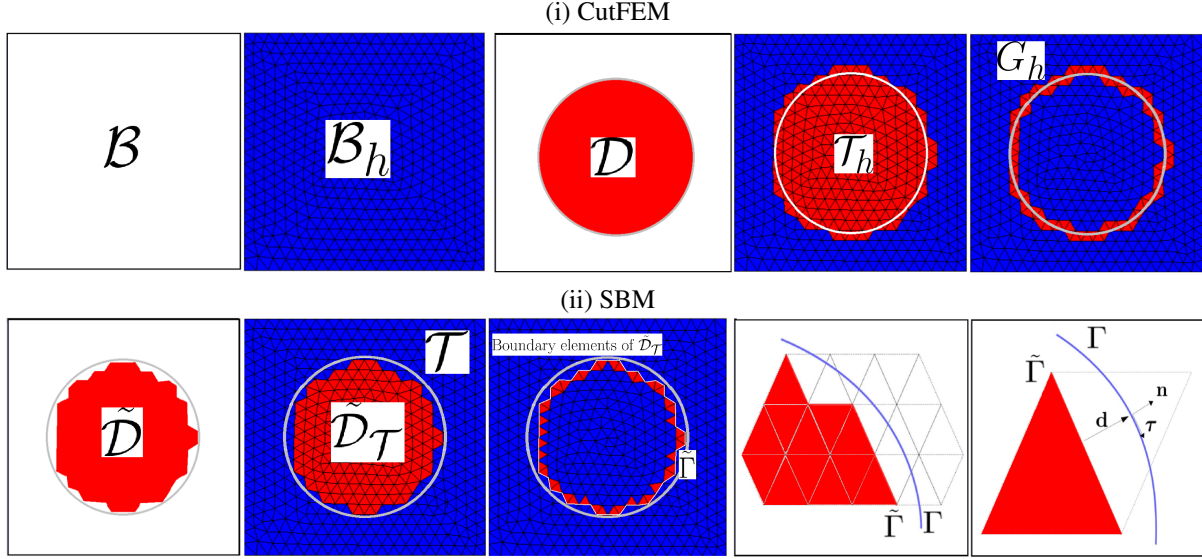 (i) CutFEM
𝓑
𝓑_h
𝓓
𝓣_h
G_h
(ii) SBM
𝓓̃
𝓣
𝓓̃_𝓣
Boundary elements of 𝓓̃_𝓣
Γ̃
Γ̃
Γ
Γ
Γ̃
n
d
τ